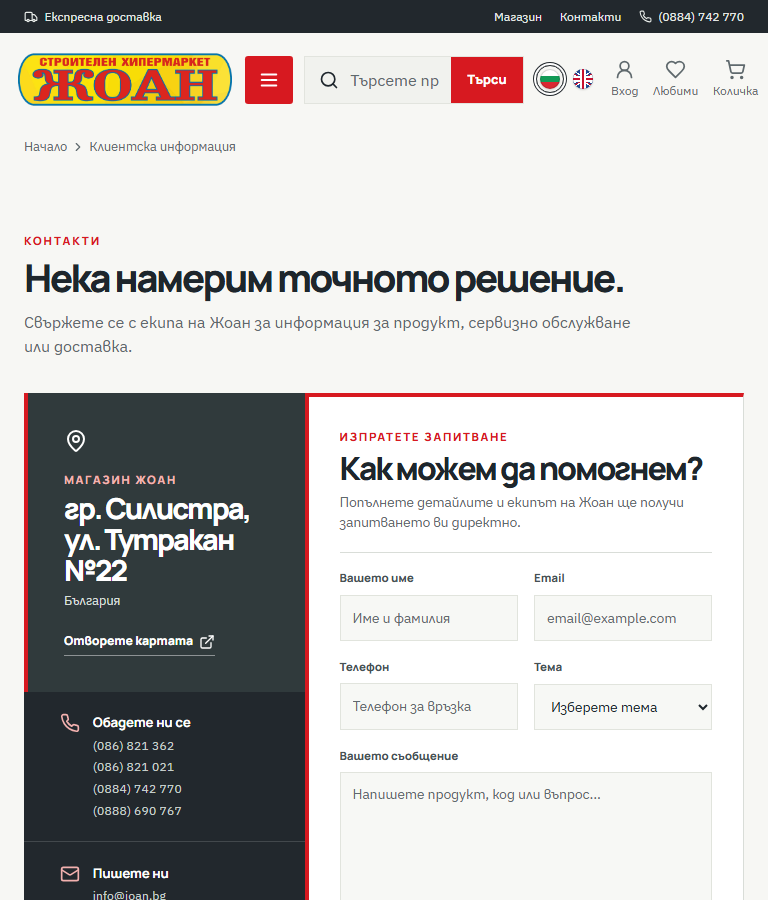 Експресна доставка
Магазин
Контакти
(0884) 742 770
СТРОИТЕЛЕН ХИПЕРМАРКЕТ
ЖОАН
Търсете пр
Търси
Вход
Любими
Количка
Начало
Клиентска информация
КОНТАКТИ
Нека намерим точното решение.
Свържете се с екипа на Жоан за информация за продукт, сервизно обслужване
или доставка.
МАГАЗИН ЖОАН
гр. Силистра,
ул. Тутракан
№22
България
Отворете картата
Обадете ни се
(086) 821 362
(086) 821 021
(0884) 742 770
(0888) 690 767
Пишете ни
info@joan.bg
ИЗПРАТЕТЕ ЗАПИТВАНЕ
Как можем да помогнем?
Попълнете детайлите и екипът на Жоан ще получи
запитването ви директно.
Вашето име
Email
Име и фамилия
email@example.com
Телефон
Тема
Телефон за връзка
Изберете тема
Вашето съобщение
Напишете продукт, код или въпрос...